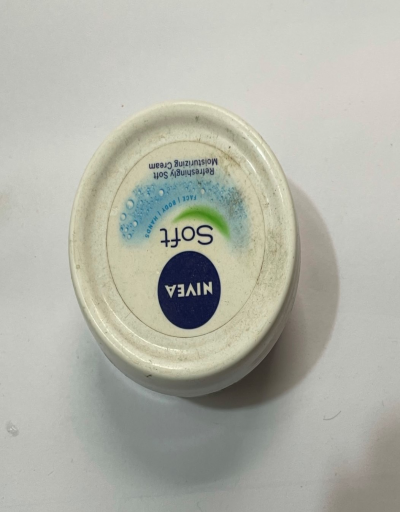 NIVEA
Soft
FACE | BODY | HANDS
Refreshingly Soft
Moisturizing Cream